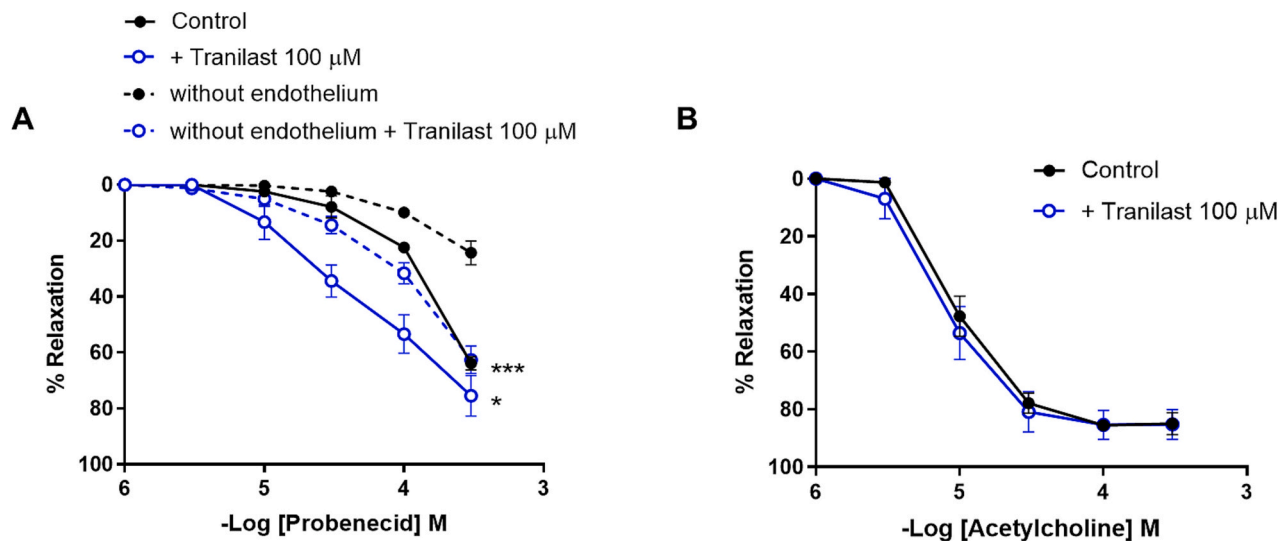 Control
+ Tranilast 100 μM
without endothelium
without endothelium + Tranilast 100 μM
A
0
20
40
60
80
100
% Relaxation
***
*
6 5 4 3
-Log [Probenecid] M
B
Control
+ Tranilast 100 μM
0
20
40
60
80
100
% Relaxation
6 5 4 3
-Log [Acetylcholine] M